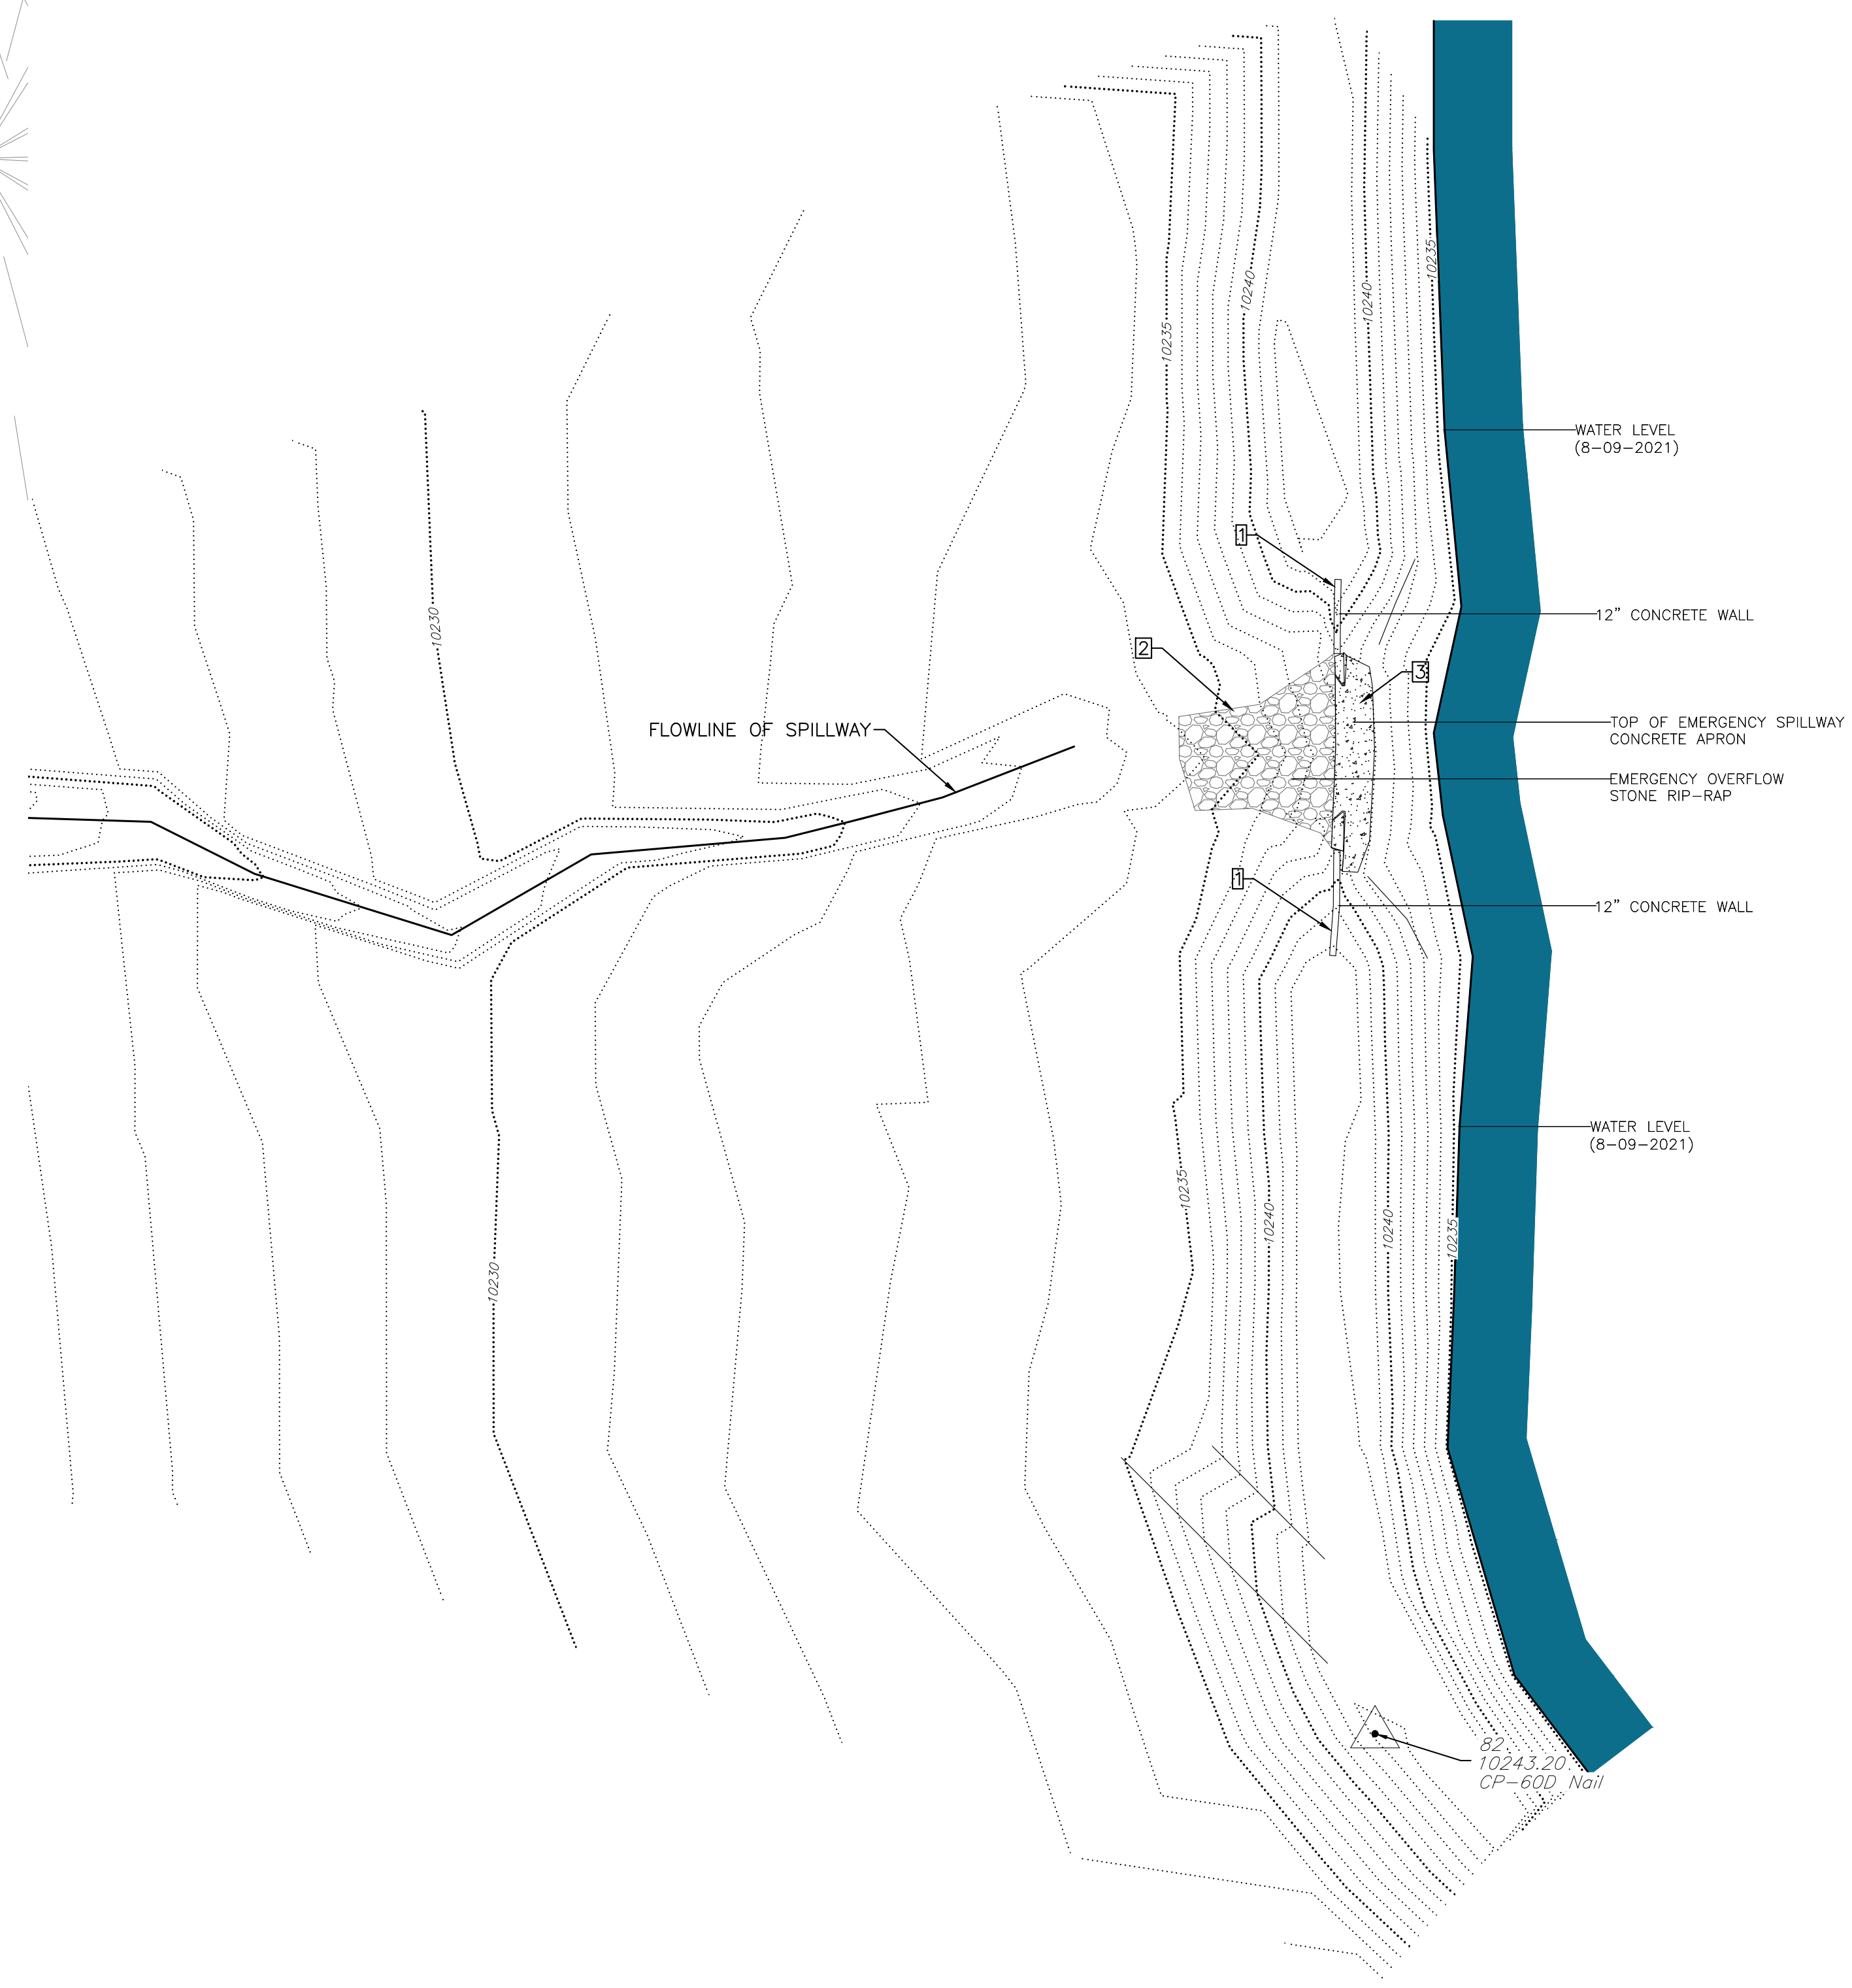 10235
10240
10240
10235
WATER LEVEL
(8-09-2021)
1
10230
12" CONCRETE WALL
2
3
FLOWLINE OF SPILLWAY
TOP OF EMERGENCY SPILLWAY
CONCRETE APRON
EMERGENCY OVERFLOW
STONE RIP-RAP
1
12" CONCRETE WALL
WATER LEVEL
(8-09-2021)
10235
10240
10240
10235
10230
82
10243.20
CP-60D Nail